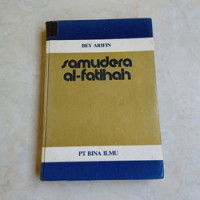 BEY ARIFIN
samudera
al-fatihah
PT BINA ILMU